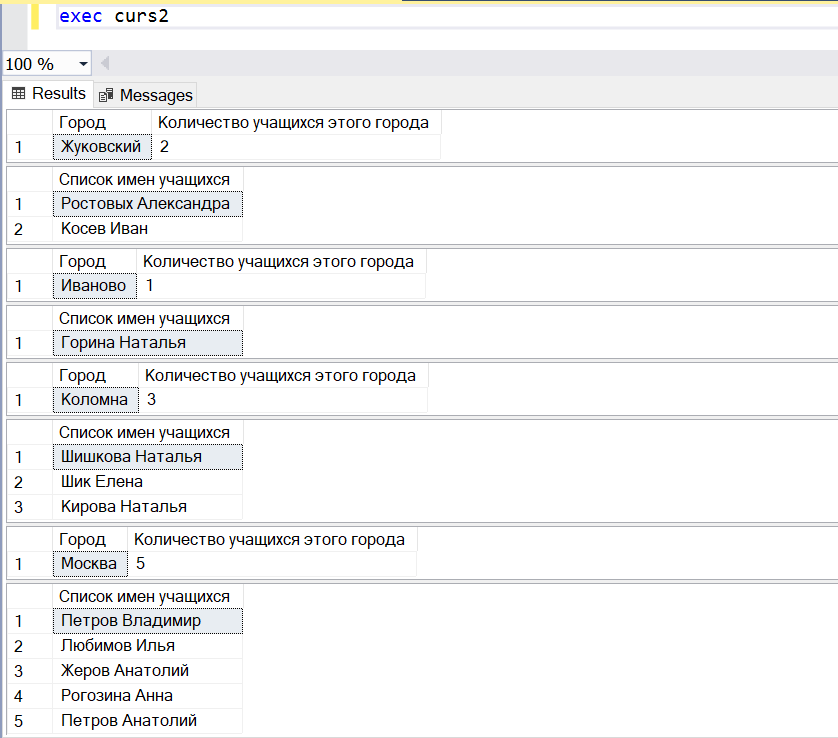 exec curs2
100 %
Results Messages
Город Количество учащихся этого города
1 Жуковский 2
Список имен учащихся
1 Ростовых Александра
2 Косев Иван
Город Количество учащихся этого города
1 Иваново 1
Список имен учащихся
1 Горина Наталья
Город Количество учащихся этого города
1 Коломна 3
Список имен учащихся
1 Шишкова Наталья
2 Шик Елена
3 Кирова Наталья
Город Количество учащихся этого города
1 Москва 5
Список имен учащихся
1 Петров Владимир
2 Любимов Илья
3 Жеров Анатолий
4 Рогозина Анна
5 Петров Анатолий